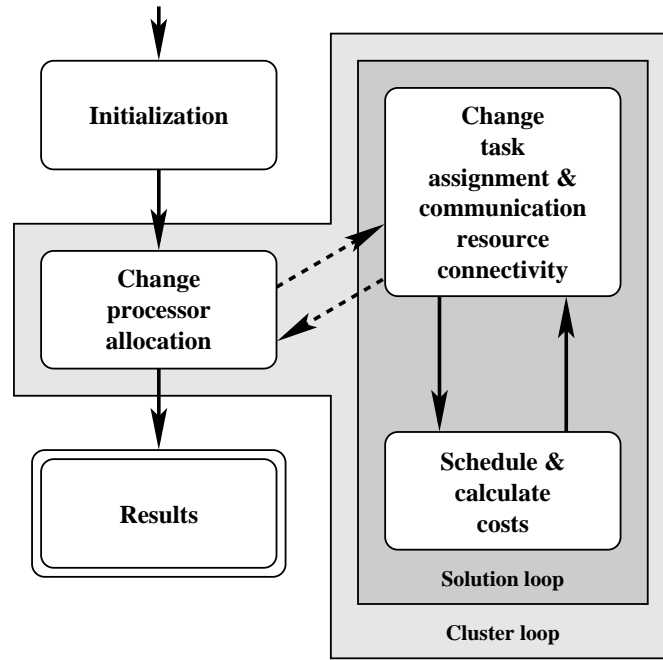 Initialization
Change
processor
allocation
Results
Change
task
assignment &
communication
resource
connectivity
Schedule &
calculate
costs
Solution loop
Cluster loop